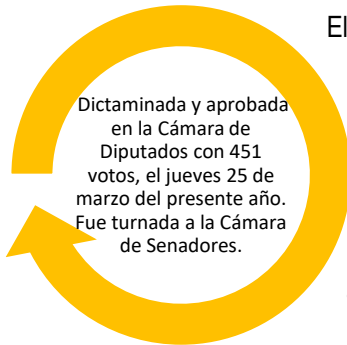 El
Dictaminada y aprobada
en la Cámara de
Diputados con 451
votos, el jueves 25 de
marzo del presente año.
Fue turnada a la Cámara
de Senadores.